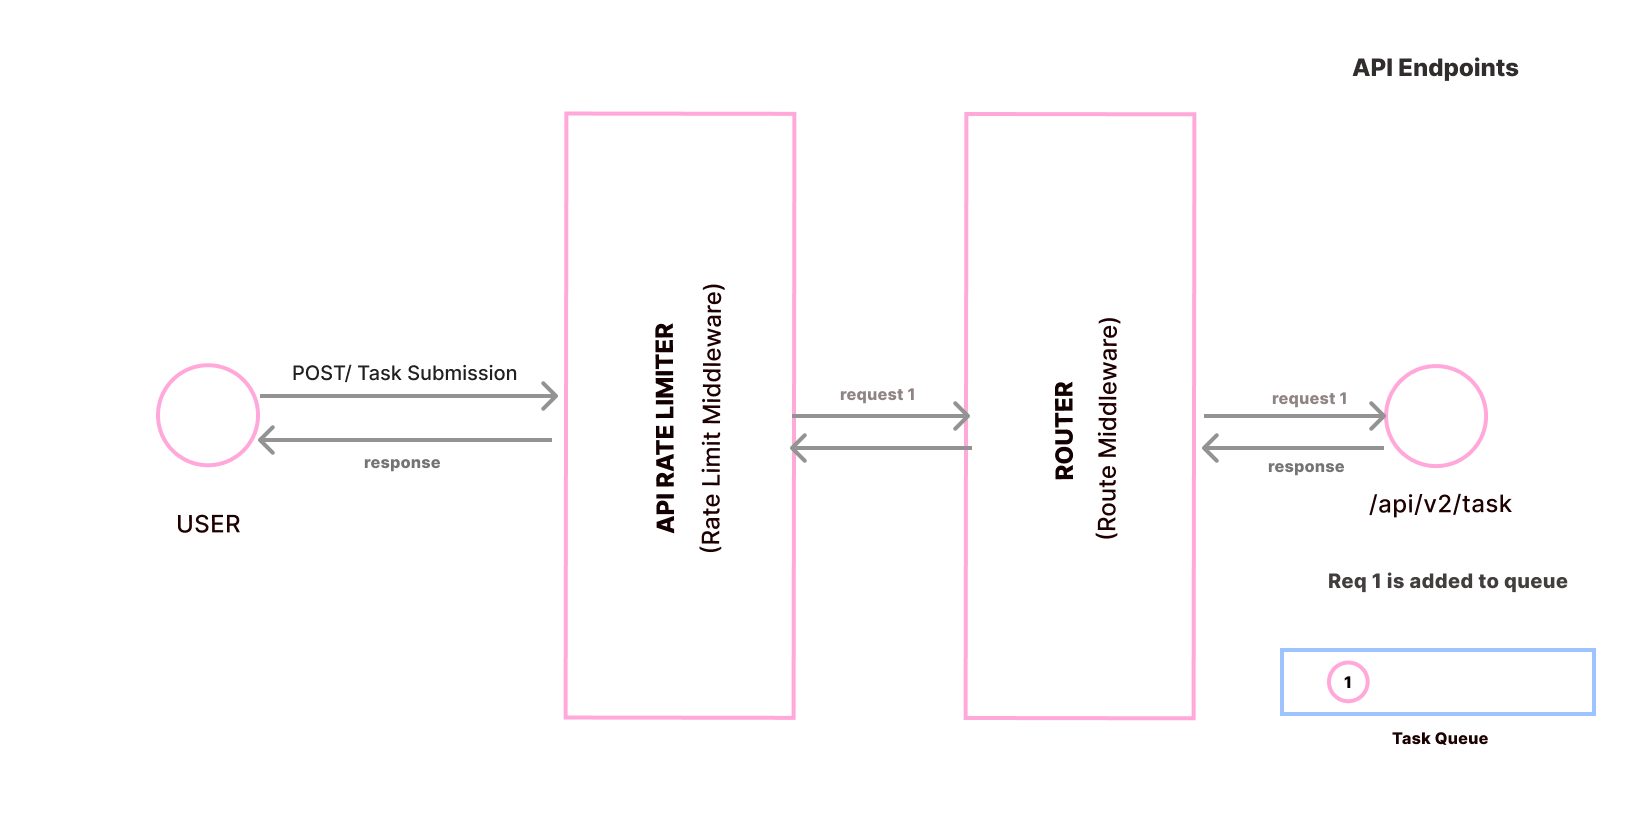 API Endpoints
POST/ Task Submission
response
USER
API RATE LIMITER
(Rate Limit Middleware)
request 1
ROUTER
(Route Middleware)
request 1
response
/api/v2/task
Req 1 is added to queue
1
Task Queue